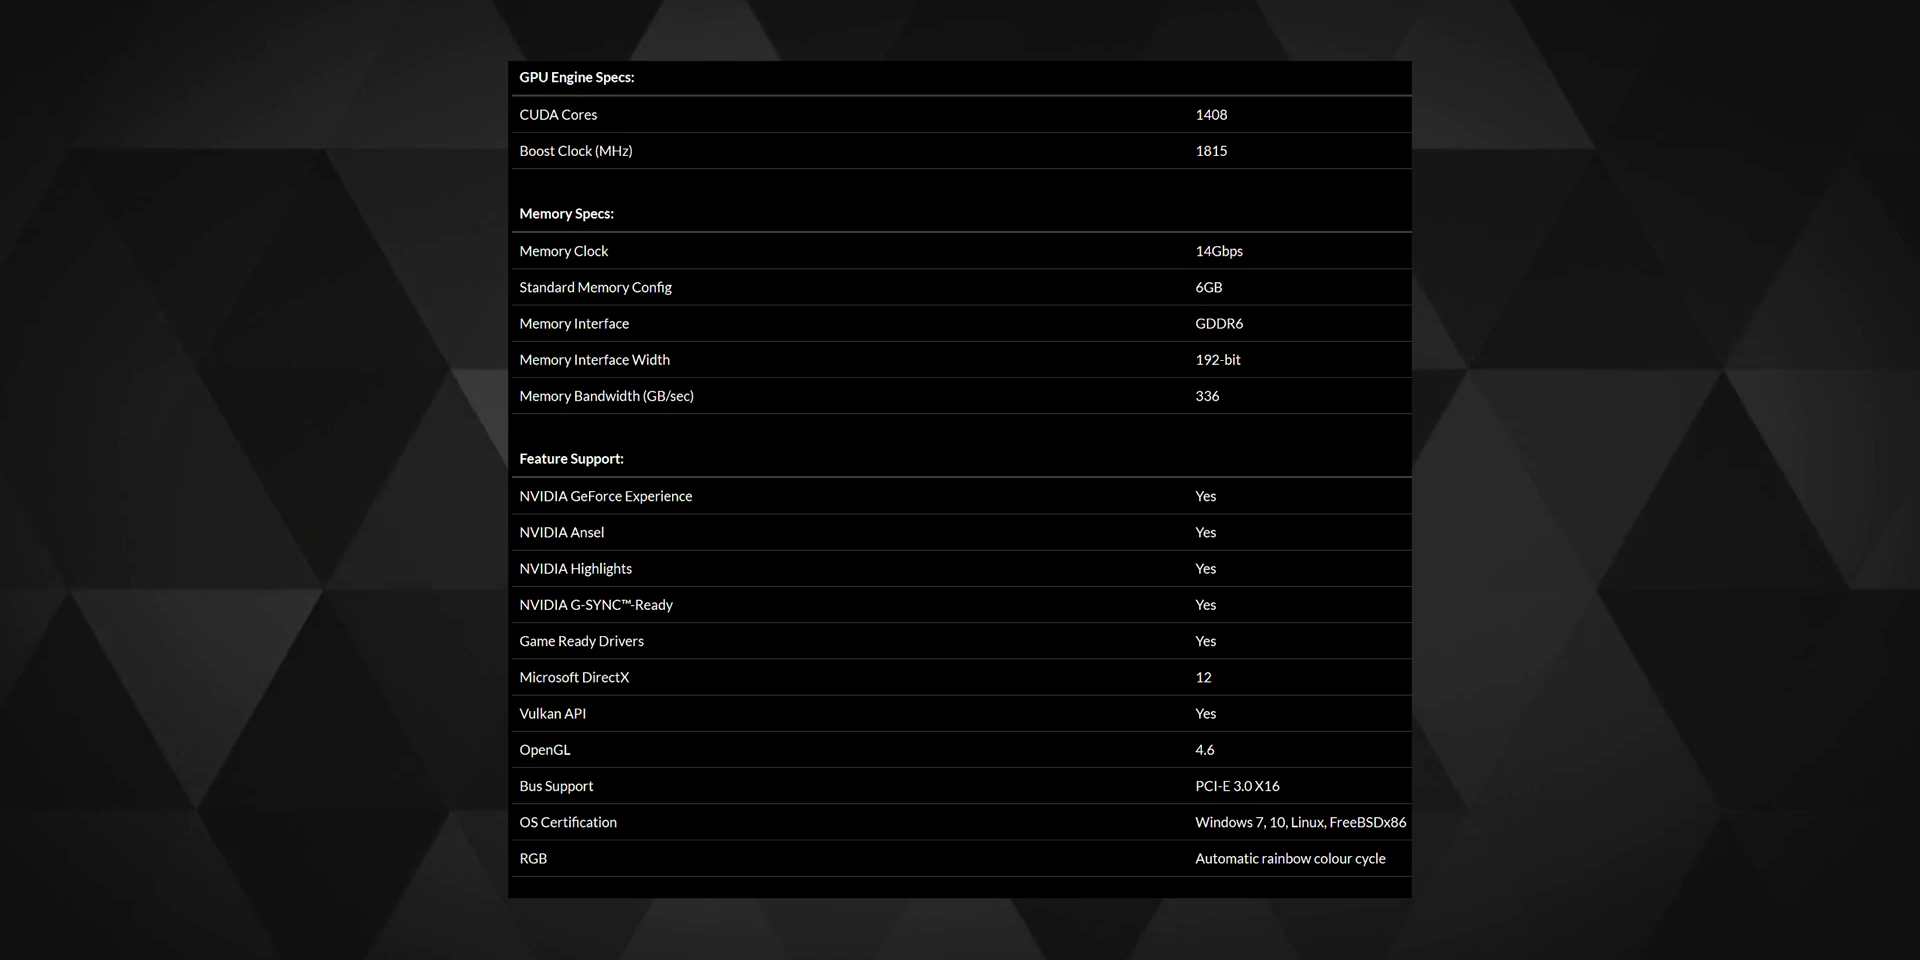 GPU Engine Specs:
CUDA Cores 1408
Boost Clock (MHz) 1815
Memory Specs:
Memory Clock 14Gbps
Standard Memory Config 6GB
Memory Interface GDDR6
Memory Interface Width 192-bit
Memory Bandwidth (GB/sec) 336
Feature Support:
NVIDIA GeForce Experience Yes
NVIDIA Ansel Yes
NVIDIA Highlights Yes
NVIDIA G-SYNC™-Ready Yes
Game Ready Drivers Yes
Microsoft DirectX 12
Vulkan API Yes
OpenGL 4.6
Bus Support PCI-E 3.0 X16
OS Certification Windows 7, 10, Linux, FreeBSDx86
RGB Automatic rainbow colour cycle